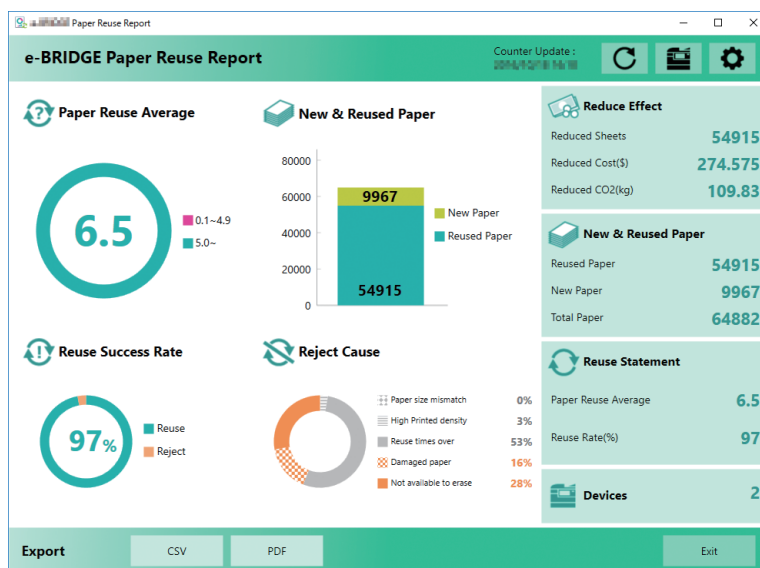 Paper Reuse Report
e-BRIDGE Paper Reuse Report
Counter Update :
Paper Reuse Average
6.5
0.1~4.9
5.0~
New & Reused Paper
80000
60000
40000
20000
0
9967
54915
New Paper
Reused Paper
Reuse Success Rate
97%
Reuse
Reject
Reject Cause
Paper size mismatch 0%
High Printed density 3%
Reuse times over 53%
Damaged paper 16%
Not available to erase 28%
Reduce Effect
Reduced Sheets 54915
Reduced Cost($) 274.575
Reduced CO2(kg) 109.83
New & Reused Paper
Reused Paper 54915
New Paper 9967
Total Paper 64882
Reuse Statement
Paper Reuse Average 6.5
Reuse Rate(%) 97
Devices 2
Export CSV PDF Exit